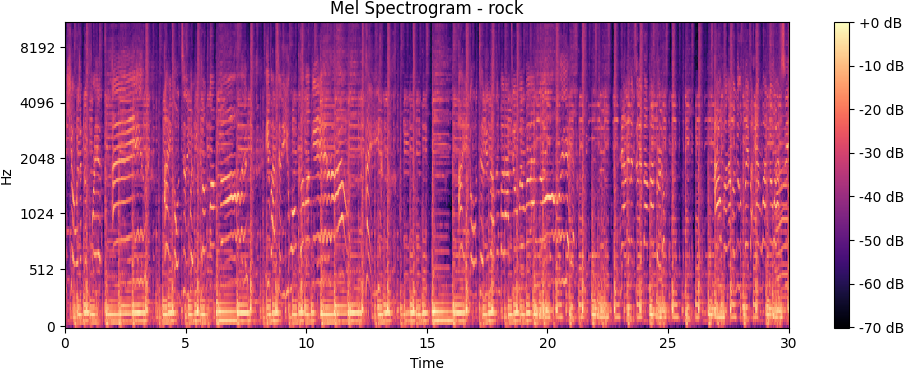 Mel Spectrogram - rock
Hz
8192
4096
2048
1024
512
0
0 5 10 15 20 25 30
Time
+0 dB
-10 dB
-20 dB
-30 dB
-40 dB
-50 dB
-60 dB
-70 dB